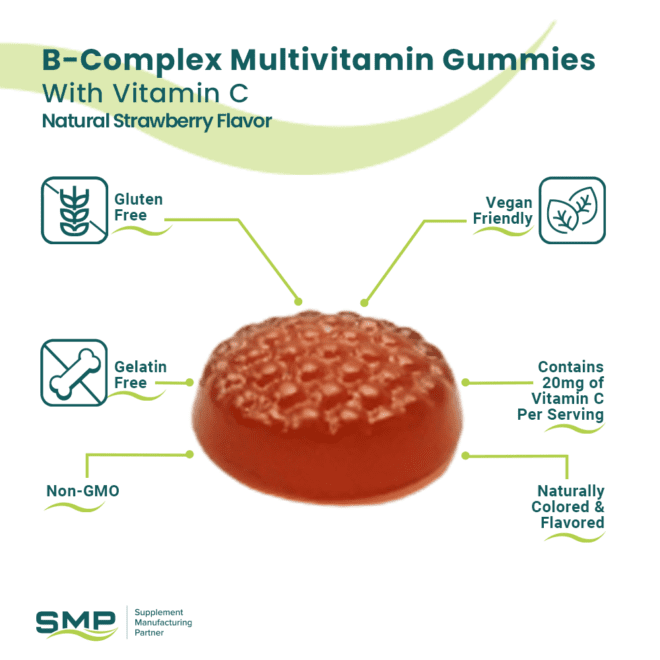 B-Complex Multivitamin Gummies
With Vitamin C
Natural Strawberry Flavor
Gluten
Free
Vegan
Friendly
Gelatin
Free
Contains
20mg of
Vitamin C
Per Serving
Non-GMO
Naturally
Colored &
Flavored
SMP
Supplement
Manufacturing
Partner